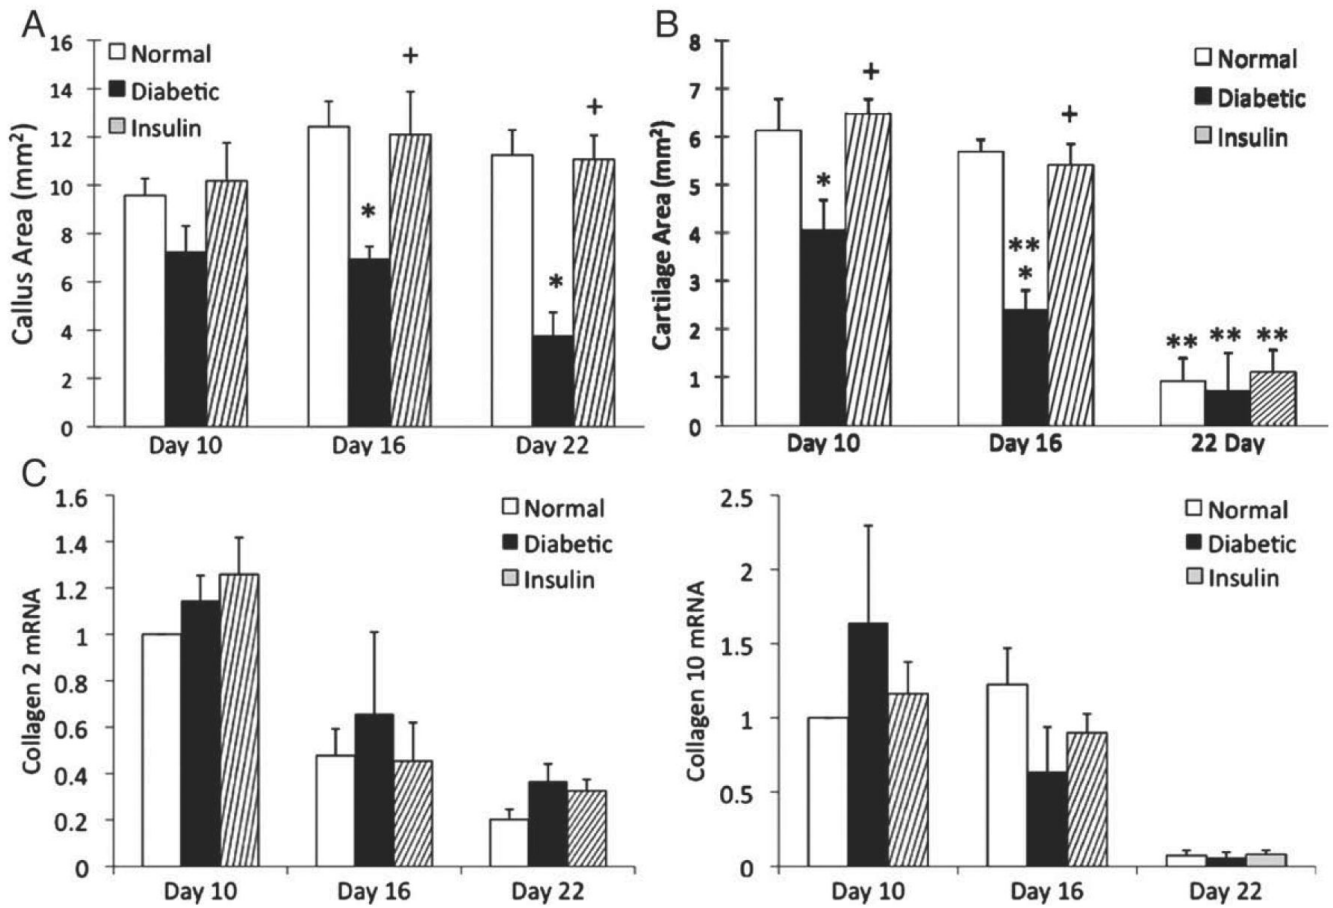 A
16
14
12
10
8
6
4
2
0
Callus Area (mm²)
Normal
Diabetic
Insulin
*
+
*
+
Day 10
Day 16
Day 22
B
8
7
6
5
4
3
2
1
0
Cartilage Area (mm²)
Normal
Diabetic
Insulin
*
+
**
*
+
**
**
**
Day 10
Day 16
22 Day
C
1.6
1.4
1.2
1
0.8
0.6
0.4
0.2
0
Collagen 2 mRNA
Normal
Diabetic
Insulin
Day 10
Day 16
Day 22
2.5
2
1.5
1
0.5
0
Collagen 10 mRNA
Normal
Diabetic
Insulin
Day 10
Day 16
Day 22